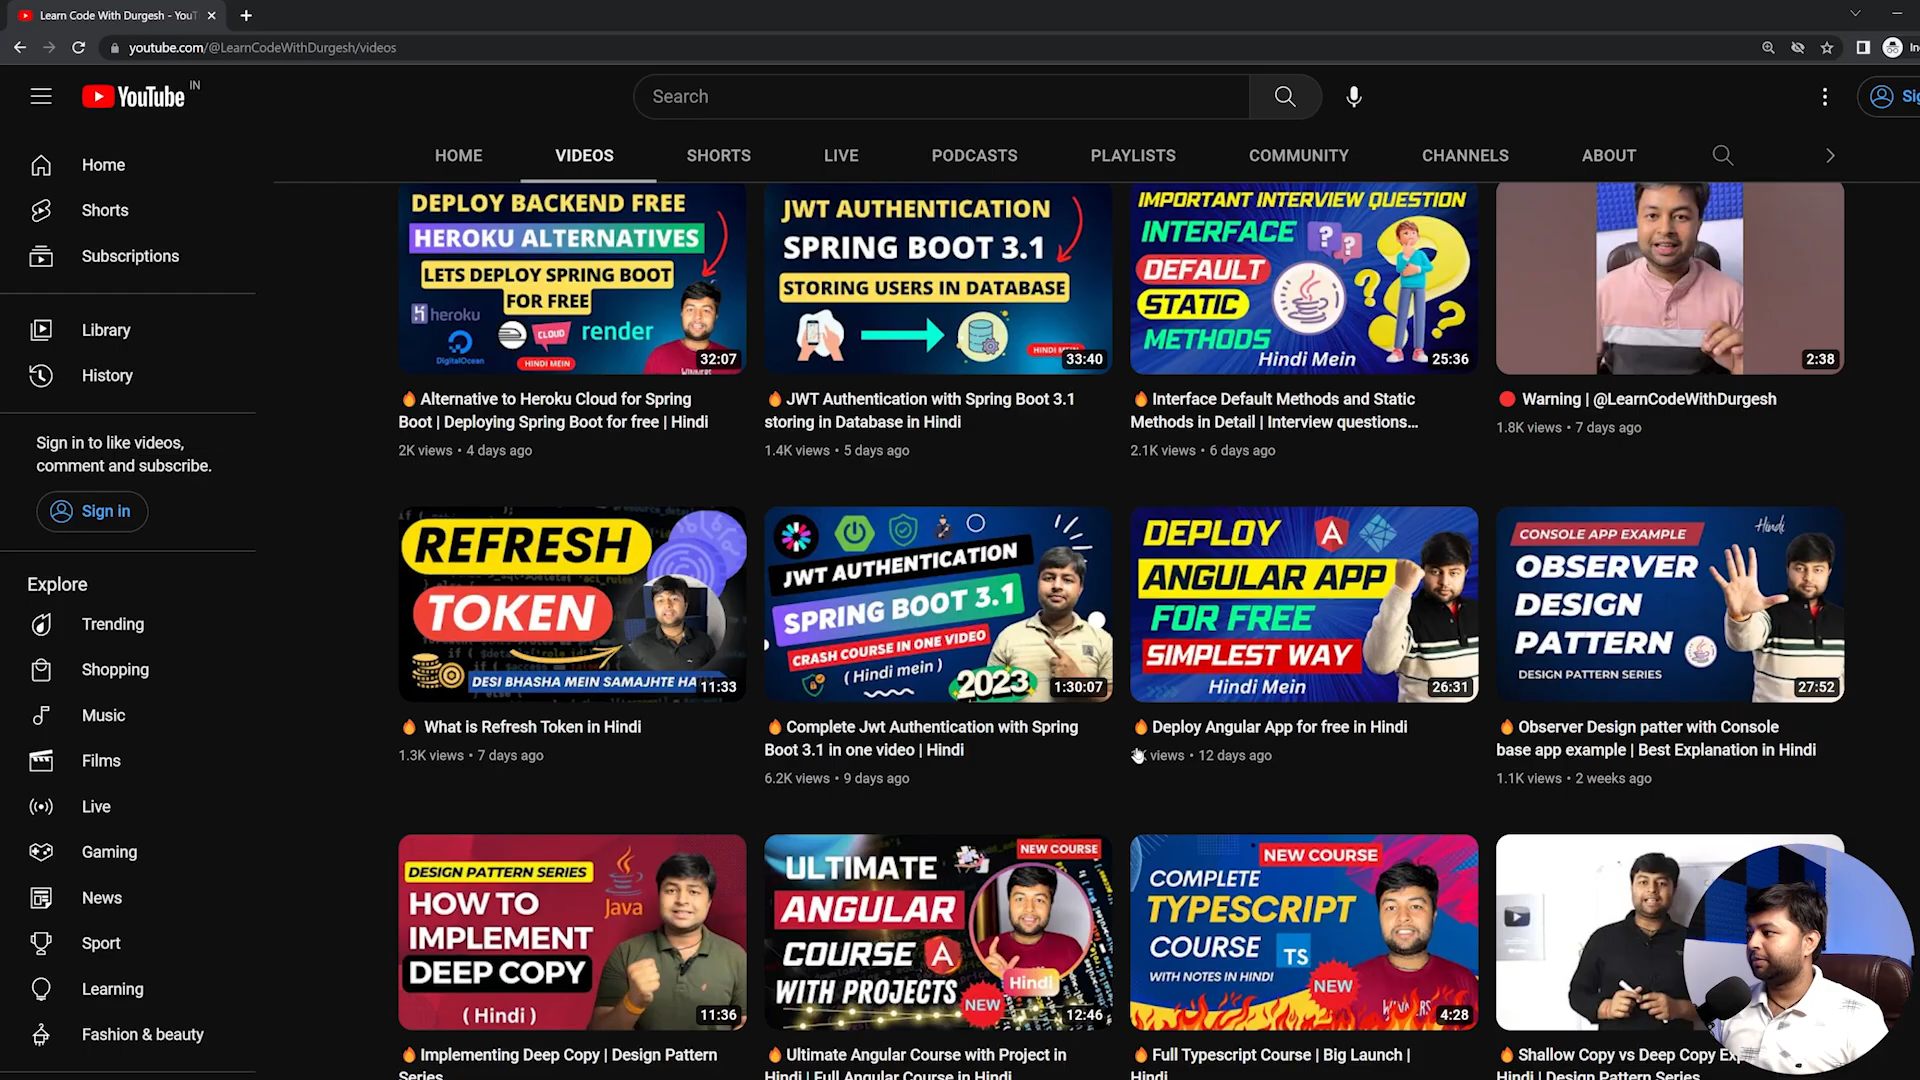 Learn Code With Durgesh - YouT
youtube.com/@LearnCodeWithDurgesh/videos
YouTube IN
Search
HOME
VIDEOS
SHORTS
LIVE
PODCASTS
PLAYLISTS
COMMUNITY
CHANNELS
ABOUT
Home
Shorts
Subscriptions
Library
History
Sign in to like videos,
comment and subscribe.
Sign in
Explore
Trending
Shopping
Music
Films
Live
Gaming
News
Sport
Learning
Fashion & beauty
DEPLOY BACKEND FREE
HEROKU ALTERNATIVES
LETS DEPLOY SPRING BOOT
FOR FREE
heroku
DigitalOcean
CLOUD
render
HINDI MEIN
32:07
🔥 Alternative to Heroku Cloud for Spring
Boot | Deploying Spring Boot for free | Hindi
2K views • 4 days ago
JWT AUTHENTICATION
SPRING BOOT 3.1
STORING USERS IN DATABASE
33:40
🔥 JWT Authentication with Spring Boot 3.1
storing in Database in Hindi
1.4K views • 5 days ago
IMPORTANT INTERVIEW QUESTION
INTERFACE
DEFAULT
STATIC
METHODS
Hindi Mein
25:36
🔥 Interface Default Methods and Static
Methods in Detail | Interview questions...
2.1K views • 6 days ago
2:38
🔴 Warning | @LearnCodeWithDurgesh
1.8K views • 7 days ago
REFRESH
TOKEN
DESI BHASHA MEIN SAMAJHTE HA
11:33
🔥 What is Refresh Token in Hindi
1.3K views • 7 days ago
JWT AUTHENTICATION
SPRING BOOT 3.1
CRASH COURSE IN ONE VIDEO
( Hindi mein )
2023
1:30:07
🔥 Complete Jwt Authentication with Spring
Boot 3.1 in one video | Hindi
6.2K views • 9 days ago
DEPLOY
ANGULAR APP
FOR FREE
SIMPLEST WAY
Hindi Mein
26:31
🔥 Deploy Angular App for free in Hindi
views • 12 days ago
CONSOLE APP EXAMPLE
Hindi
OBSERVER
DESIGN
PATTERN
DESIGN PATTERN SERIES
27:52
🔥 Observer Design patter with Console
base app example | Best Explanation in Hindi
1.1K views • 2 weeks ago
DESIGN PATTERN SERIES
HOW TO
IMPLEMENT
DEEP COPY
( Hindi )
Java
11:36
🔥 Implementing Deep Copy | Design Pattern
Series
NEW COURSE
ULTIMATE
ANGULAR
COURSE
WITH PROJECTS
Hindi
NEW
12:46
🔥 Ultimate Angular Course with Project in
Hindi | Full Angular Course in Hindi
NEW COURSE
COMPLETE
TYPESCRIPT
COURSE TS
WITH NOTES IN HINDI
NEW
4:28
🔥 Full Typescript Course | Big Launch |
Hindi
🔥 Shallow Copy vs Deep Copy
Hindi | Design Pattern Series